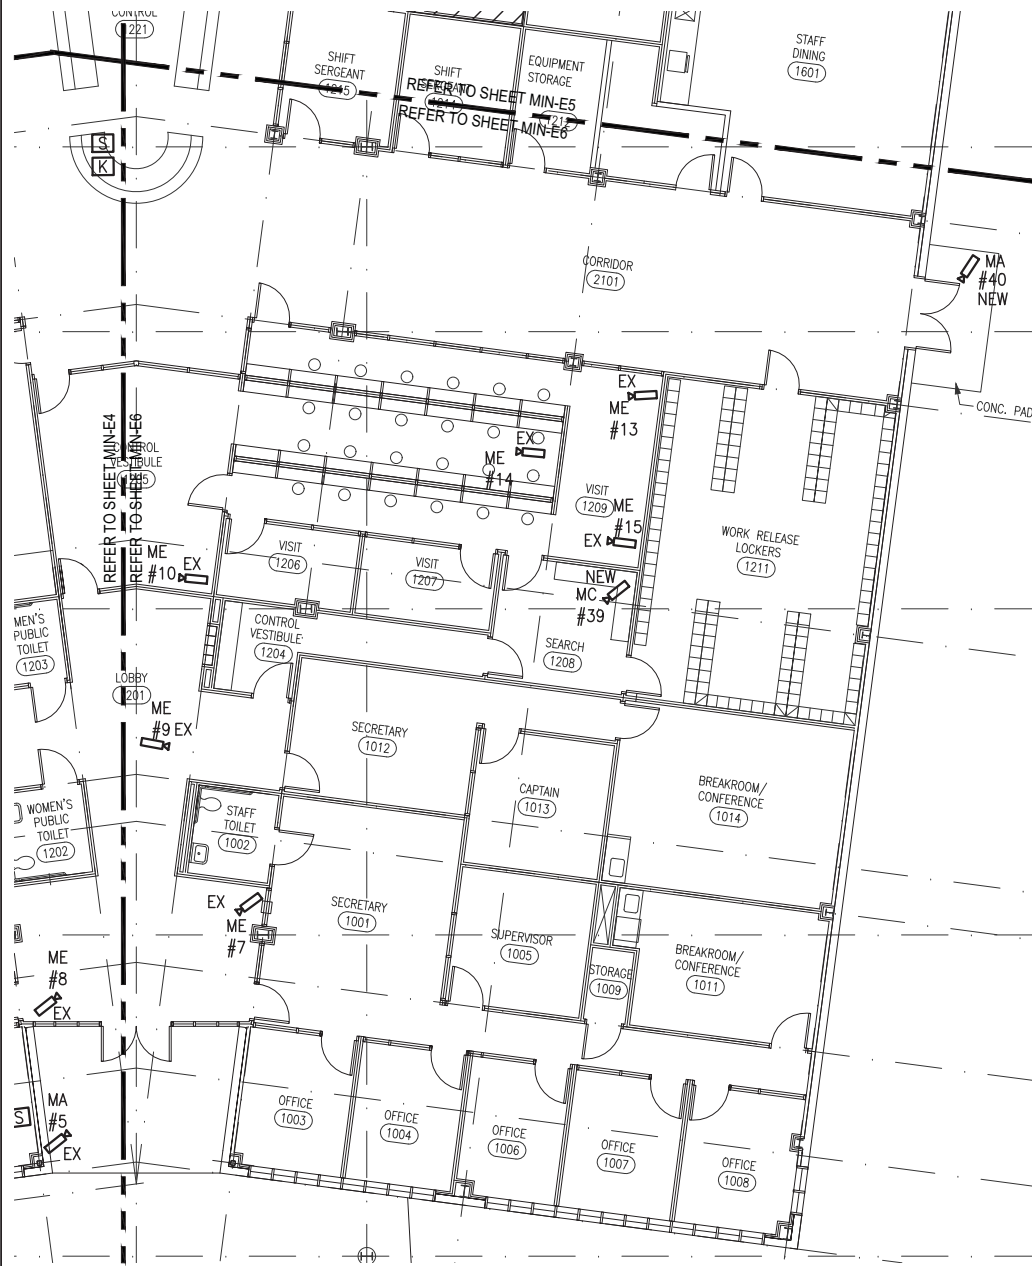 CONTROL
1221
SHIFT
SERGEANT
1215
SHIFT
SERGEANT
1214
EQUIPMENT
STORAGE
1212
STAFF
DINING
1601
REFER TO SHEET MIN-E5
REFER TO SHEET MIN-E6
S
K
CORRIDOR
2101
MA
#40
NEW
CONC. PAD
EX
ME
#13
EX
ME
#14
VISIT
1209
ME
#15
EX
REFER TO SHEET MIN-E4
REFER TO SHEET MIN-E6
CONTROL
VESTIBULE
WORK RELEASE
LOCKERS
1211
VISIT
1206
VISIT
1207
ME
#10
EX
NEW
MC
#39
MEN'S
PUBLIC
TOILET
1203
CONTROL
VESTIBULE
1204
SEARCH
1208
LOBBY
1201
ME
#9 EX
SECRETARY
1012
CAPTAIN
1013
BREAKROOM/
CONFERENCE
1014
WOMEN'S
PUBLIC
TOILET
1202
STAFF
TOILET
1002
EX
ME
#7
SECRETARY
1001
SUPERVISOR
1005
STORAGE
1009
BREAKROOM/
CONFERENCE
1011
ME
#8
EX
MA
#5
EX
S
OFFICE
1003
OFFICE
1004
OFFICE
1006
OFFICE
1007
OFFICE
1008
H